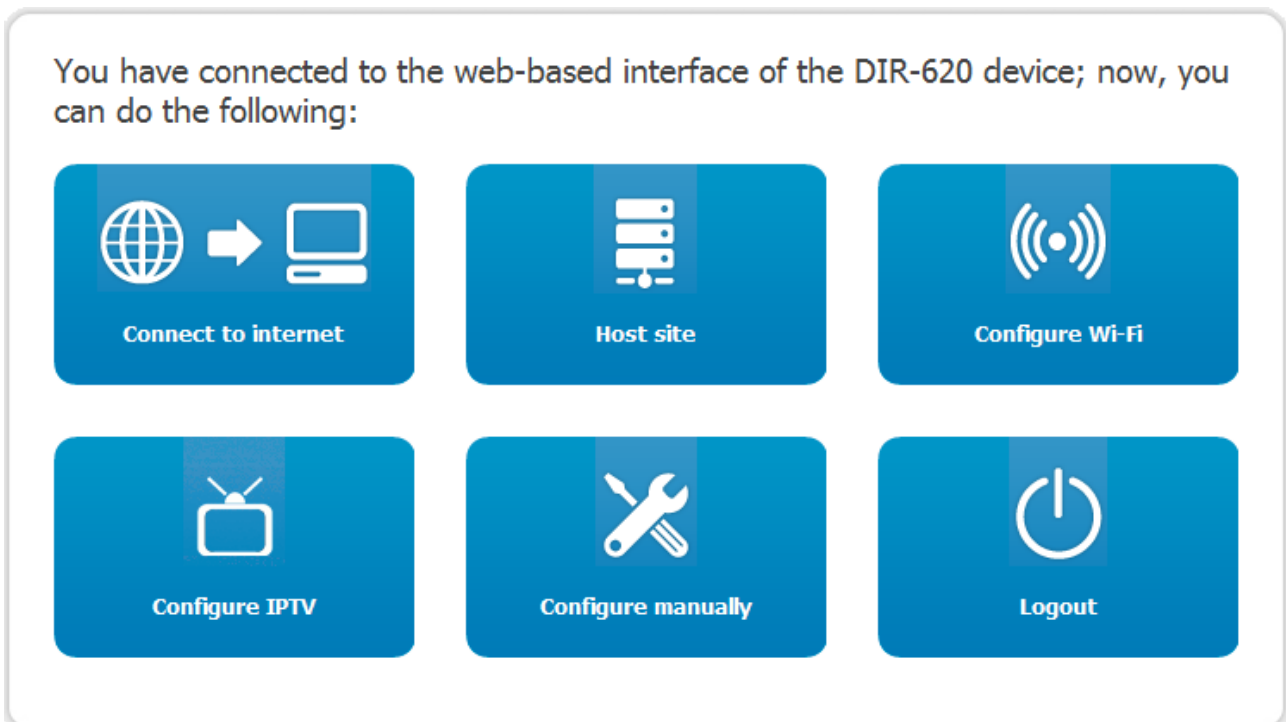 You have connected to the web-based interface of the DIR-620 device; now, you
can do the following:
Connect to internet
Host site
Configure Wi-Fi
Configure IPTV
Configure manually
Logout